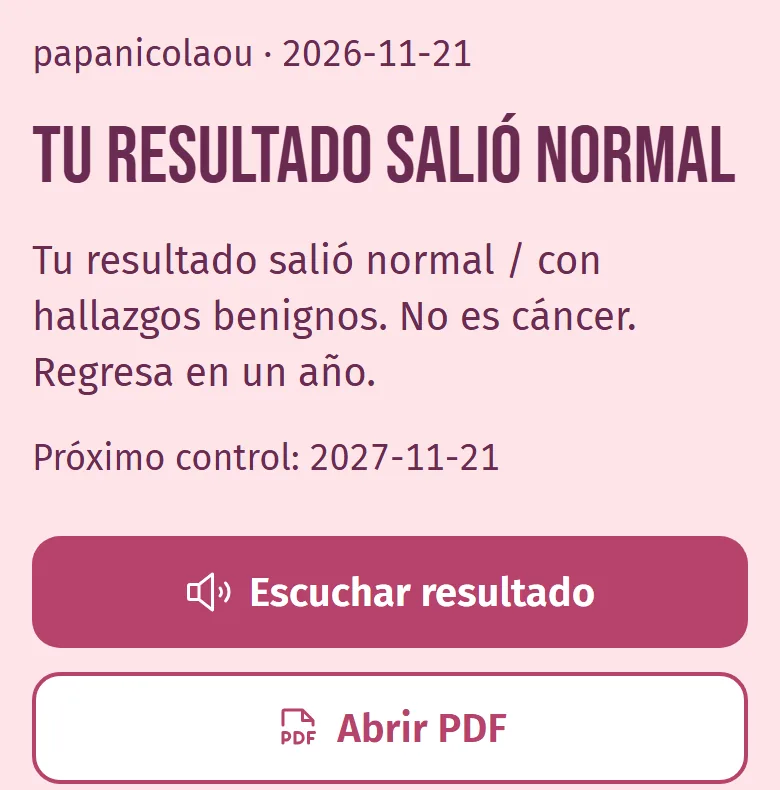 papanicolaou · 2026-11-21
TU RESULTADO SALIÓ NORMAL
Tu resultado salió normal / con
hallazgos benignos. No es cáncer.
Regresa en un año.
Próximo control: 2027-11-21
Escuchar resultado
PDF Abrir PDF